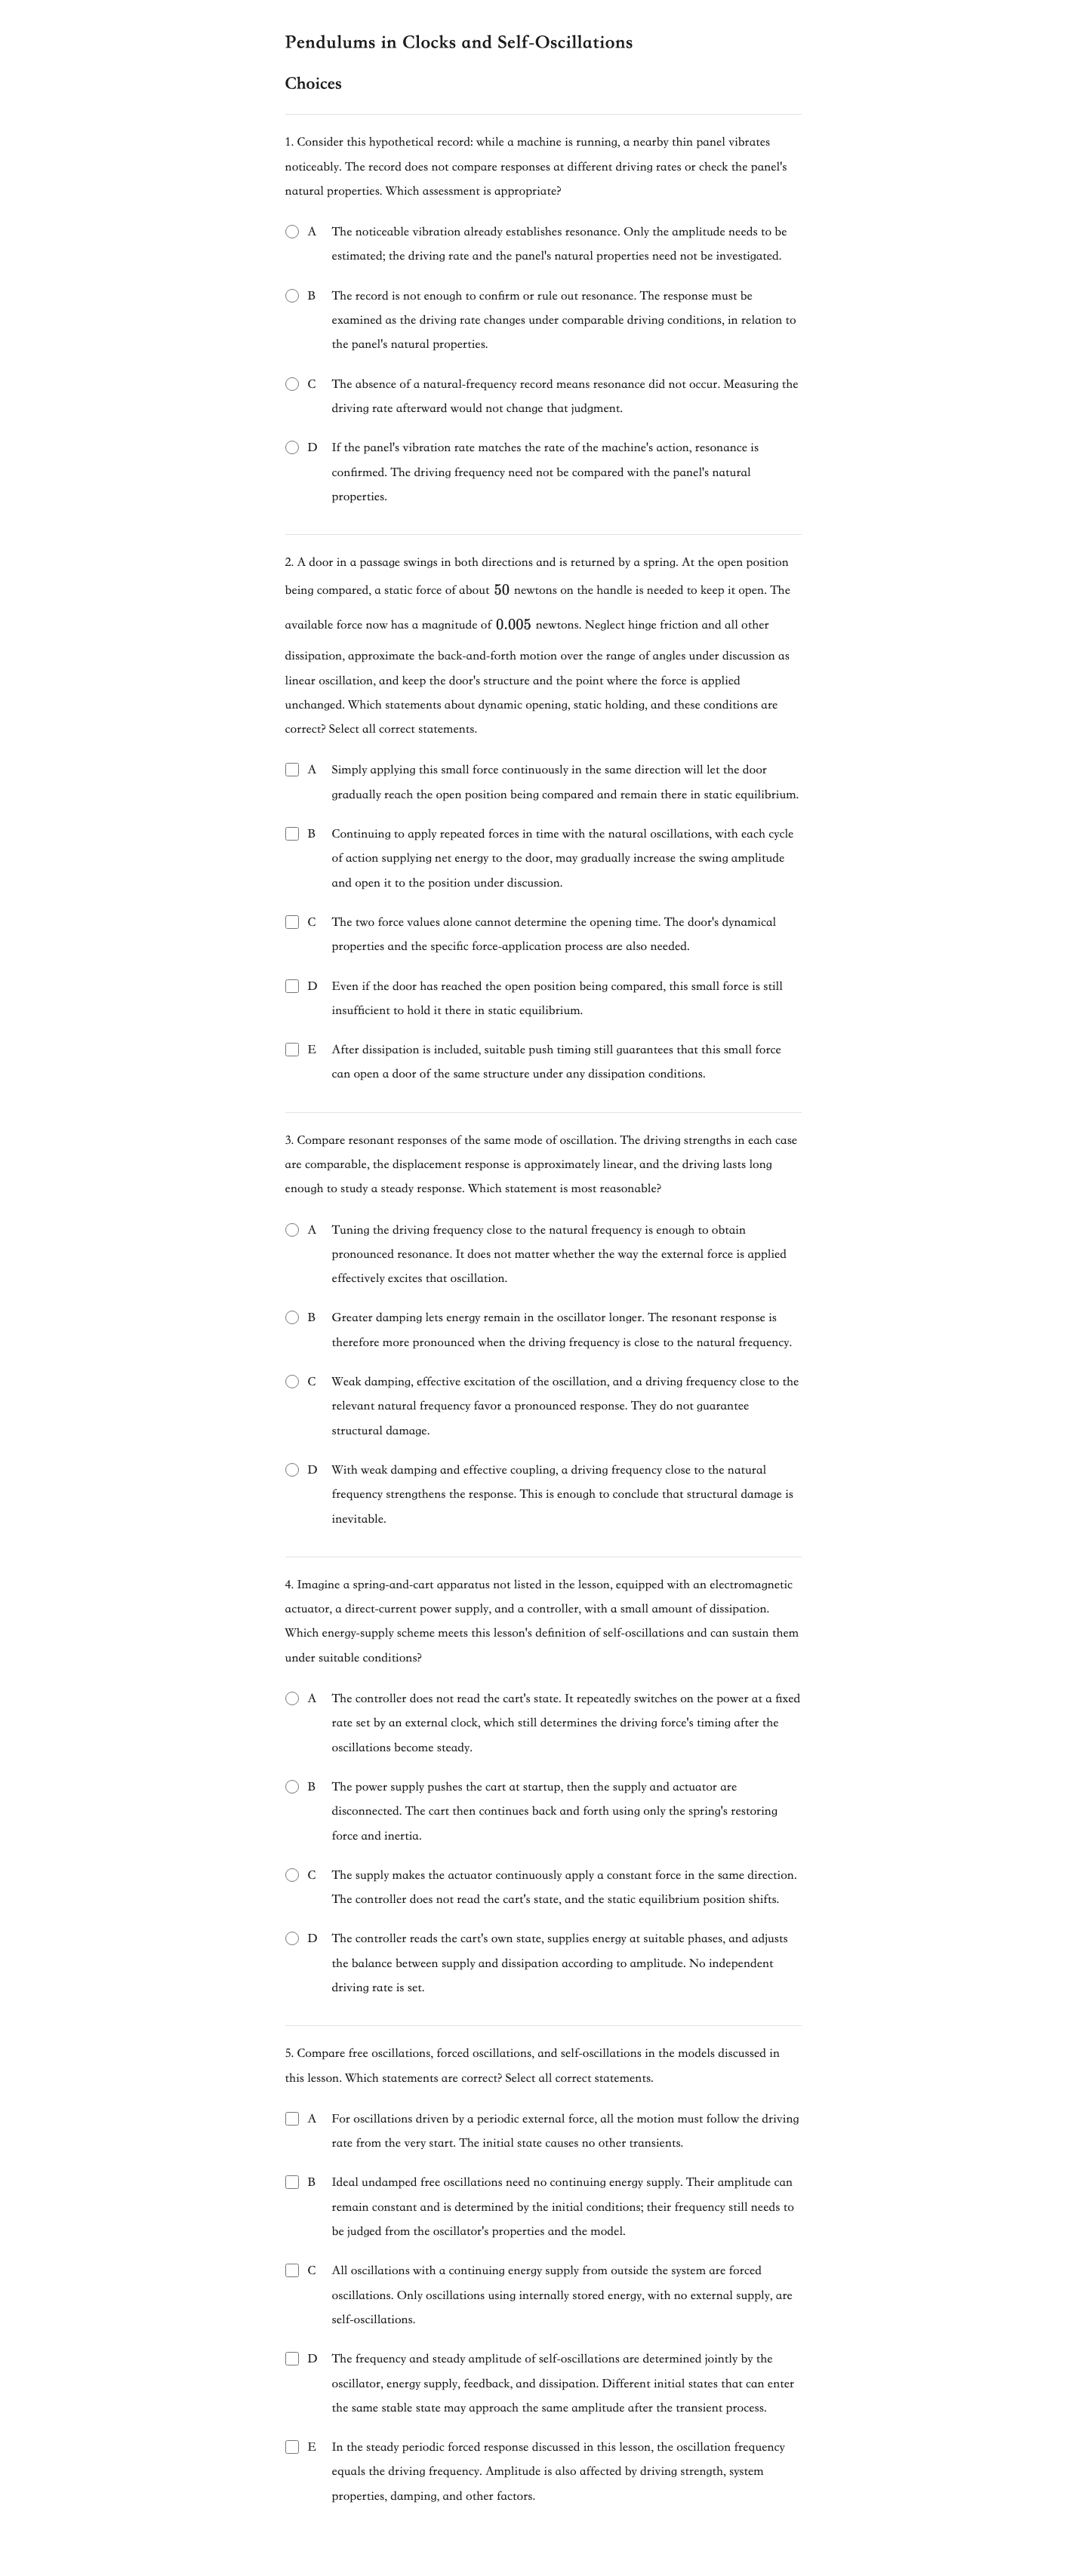 Pendulums in Clocks and Self-Oscillations
Choices
1. Consider this hypothetical record: while a machine is running, a nearby thin panel vibrates
noticeably. The record does not compare responses at different driving rates or check the panel's
natural properties. Which assessment is appropriate?
A The noticeable vibration already establishes resonance. Only the amplitude needs to be
estimated; the driving rate and the panel's natural properties need not be investigated.
B The record is not enough to confirm or rule out resonance. The response must be
examined as the driving rate changes under comparable driving conditions, in relation to
the panel's natural properties.
C The absence of a natural-frequency record means resonance did not occur. Measuring the
driving rate afterward would not change that judgment.
D If the panel's vibration rate matches the rate of the machine's action, resonance is
confirmed. The driving frequency need not be compared with the panel's natural
properties.
2. A door in a passage swings in both directions and is returned by a spring. At the open position
being compared, a static force of about 50 newtons on the handle is needed to keep it open. The
available force now has a magnitude of 0.005 newtons. Neglect hinge friction and all other
dissipation, approximate the back-and-forth motion over the range of angles under discussion as
linear oscillation, and keep the door's structure and the point where the force is applied
unchanged. Which statements about dynamic opening, static holding, and these conditions are
correct? Select all correct statements.
A Simply applying this small force continuously in the same direction will let the door
gradually reach the open position being compared and remain there in static equilibrium.
B Continuing to apply repeated forces in time with the natural oscillations, with each cycle
of action supplying net energy to the door, may gradually increase the swing amplitude
and open it to the position under discussion.
C The two force values alone cannot determine the opening time. The door's dynamical
properties and the specific force-application process are also needed.
D Even if the door has reached the open position being compared, this small force is still
insufficient to hold it there in static equilibrium.
E After dissipation is included, suitable push timing still guarantees that this small force
can open a door of the same structure under any dissipation conditions.
3. Compare resonant responses of the same mode of oscillation. The driving strengths in each case
are comparable, the displacement response is approximately linear, and the driving lasts long
enough to study a steady response. Which statement is most reasonable?
A Tuning the driving frequency close to the natural frequency is enough to obtain
pronounced resonance. It does not matter whether the way the external force is applied
effectively excites that oscillation.
B Greater damping lets energy remain in the oscillator longer. The resonant response is
therefore more pronounced when the driving frequency is close to the natural frequency.
C Weak damping, effective excitation of the oscillation, and a driving frequency close to the
relevant natural frequency favor a pronounced response. They do not guarantee
structural damage.
D With weak damping and effective coupling, a driving frequency close to the natural
frequency strengthens the response. This is enough to conclude that structural damage is
inevitable.
4. Imagine a spring-and-cart apparatus not listed in the lesson, equipped with an electromagnetic
actuator, a direct-current power supply, and a controller, with a small amount of dissipation.
Which energy-supply scheme meets this lesson's definition of self-oscillations and can sustain them
under suitable conditions?
A The controller does not read the cart's state. It repeatedly switches on the power at a fixed
rate set by an external clock, which still determines the driving force's timing after the
oscillations become steady.
B The power supply pushes the cart at startup, then the supply and actuator are
disconnected. The cart then continues back and forth using only the spring's restoring
force and inertia.
C The supply makes the actuator continuously apply a constant force in the same direction.
The controller does not read the cart's state, and the static equilibrium position shifts.
D The controller reads the cart's own state, supplies energy at suitable phases, and adjusts
the balance between supply and dissipation according to amplitude. No independent
driving rate is set.
5. Compare free oscillations, forced oscillations, and self-oscillations in the models discussed in
this lesson. Which statements are correct? Select all correct statements.
A For oscillations driven by a periodic external force, all the motion must follow the driving
rate from the very start. The initial state causes no other transients.
B Ideal undamped free oscillations need no continuing energy supply. Their amplitude can
remain constant and is determined by the initial conditions; their frequency still needs to
be judged from the oscillator's properties and the model.
C All oscillations with a continuing energy supply from outside the system are forced
oscillations. Only oscillations using internally stored energy, with no external supply, are
self-oscillations.
D The frequency and steady amplitude of self-oscillations are determined jointly by the
oscillator, energy supply, feedback, and dissipation. Different initial states that can enter
the same stable state may approach the same amplitude after the transient process.
E In the steady periodic forced response discussed in this lesson, the oscillation frequency
equals the driving frequency. Amplitude is also affected by driving strength, system
properties, damping, and other factors.